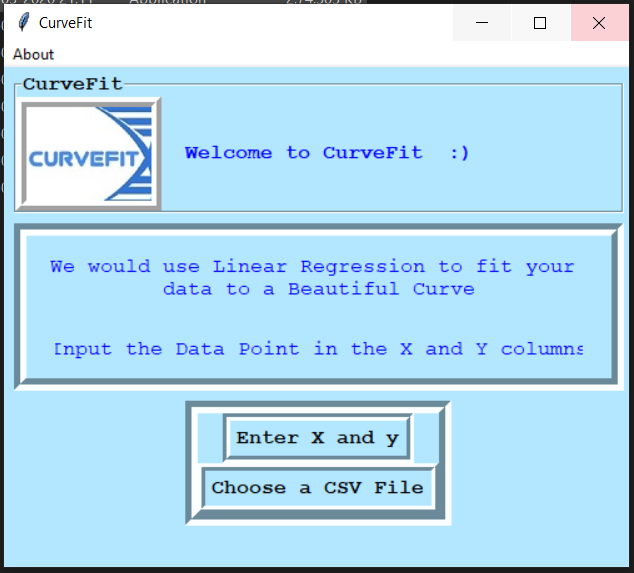 CurveFit
About
CurveFit
CURVEFIT
Welcome to CurveFit :)
We would use Linear Regression to fit your
data to a Beautiful Curve
Input the Data Point in the X and Y columns
Enter X and y
Choose a CSV File